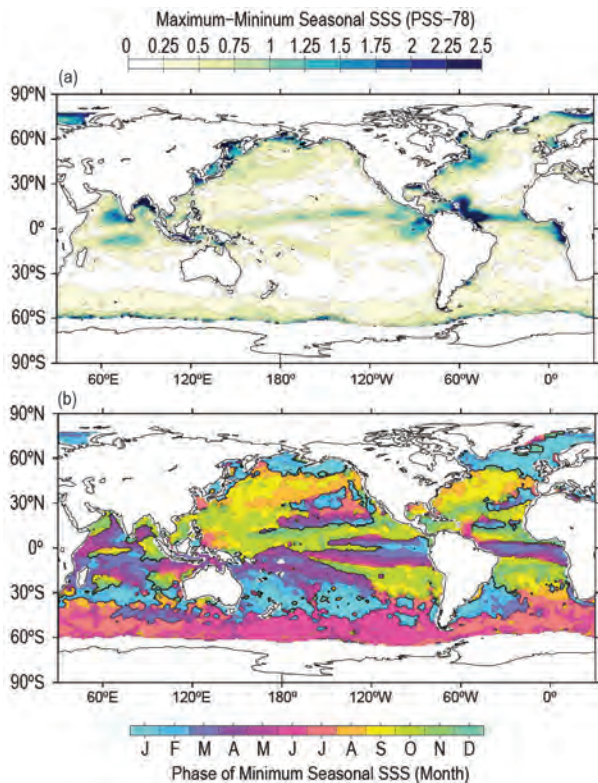 Maximum–Mininum Seasonal SSS (PSS–78)
0 0.25 0.5 0.75 1 1.25 1.5 1.75 2 2.25 2.5
(a)
90ºN
60ºN
30ºN
0º
30ºS
60ºS
90ºS
60ºE 120ºE 180º 120ºW 60ºW 0º
(b)
90ºN
60ºN
30ºN
0ºN
30ºS
60ºS
90ºS
60ºE 120ºE 180º 120ºW 60ºW 0º
J F M A M J J A S O N D
Phase of Minimum Seasonal SSS (Month)